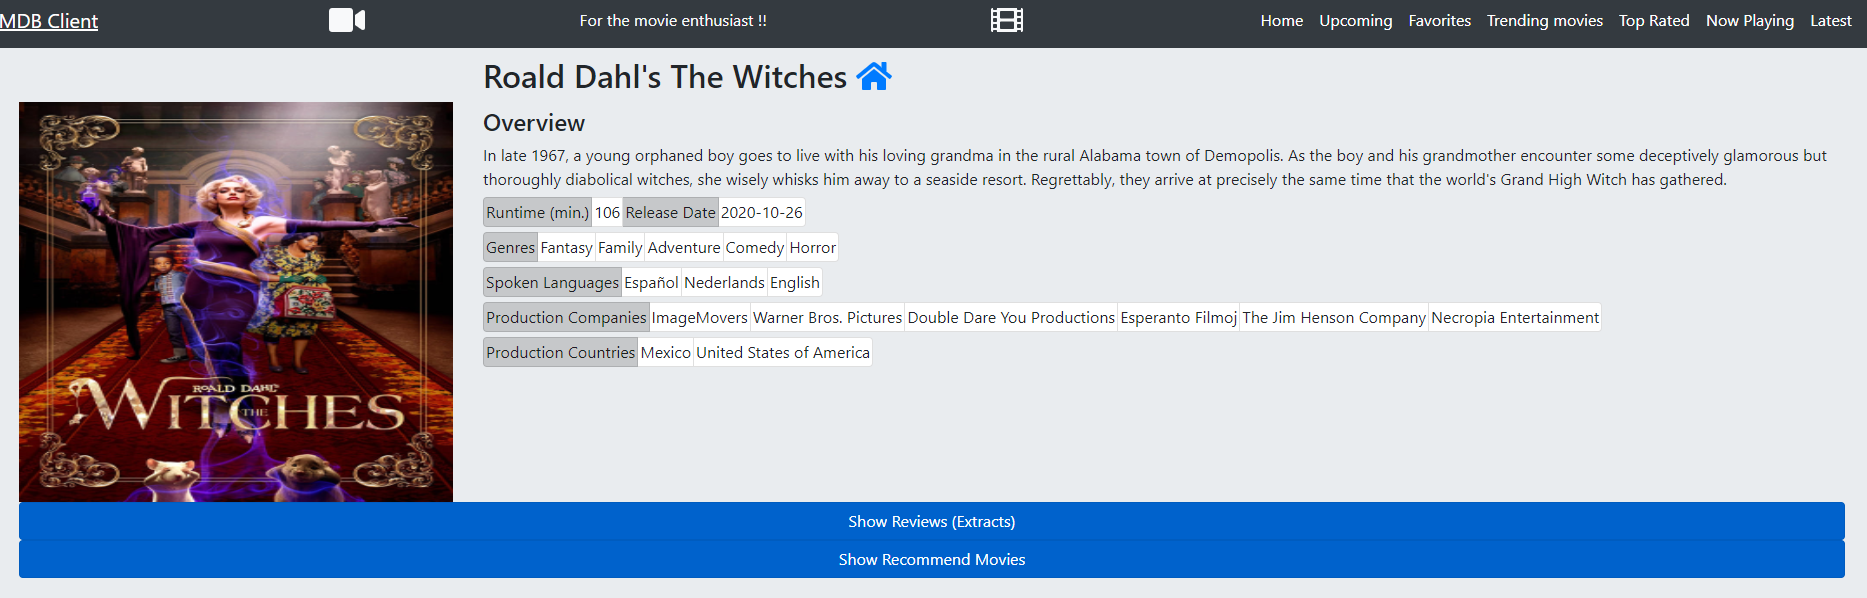 MDB Client For the movie enthusiast !! Home Upcoming Favorites Trending movies Top Rated Now Playing Latest
Roald Dahl's The Witches
Overview
In late 1967, a young orphaned boy goes to live with his loving grandma in the rural Alabama town of Demopolis. As the boy and his grandmother encounter some deceptively glamorous but
thoroughly diabolical witches, she wisely whisks him away to a seaside resort. Regrettably, they arrive at precisely the same time that the world's Grand High Witch has gathered.
Runtime (min.) 106 Release Date 2020-10-26
Genres Fantasy Family Adventure Comedy Horror
Spoken Languages Español Nederlands English
Production Companies ImageMovers Warner Bros. Pictures Double Dare You Productions Esperanto Filmoj The Jim Henson Company Necropia Entertainment
Production Countries Mexico United States of America
ROALD DAHL'S
THE WITCHES
Show Reviews (Extracts)
Show Recommend Movies